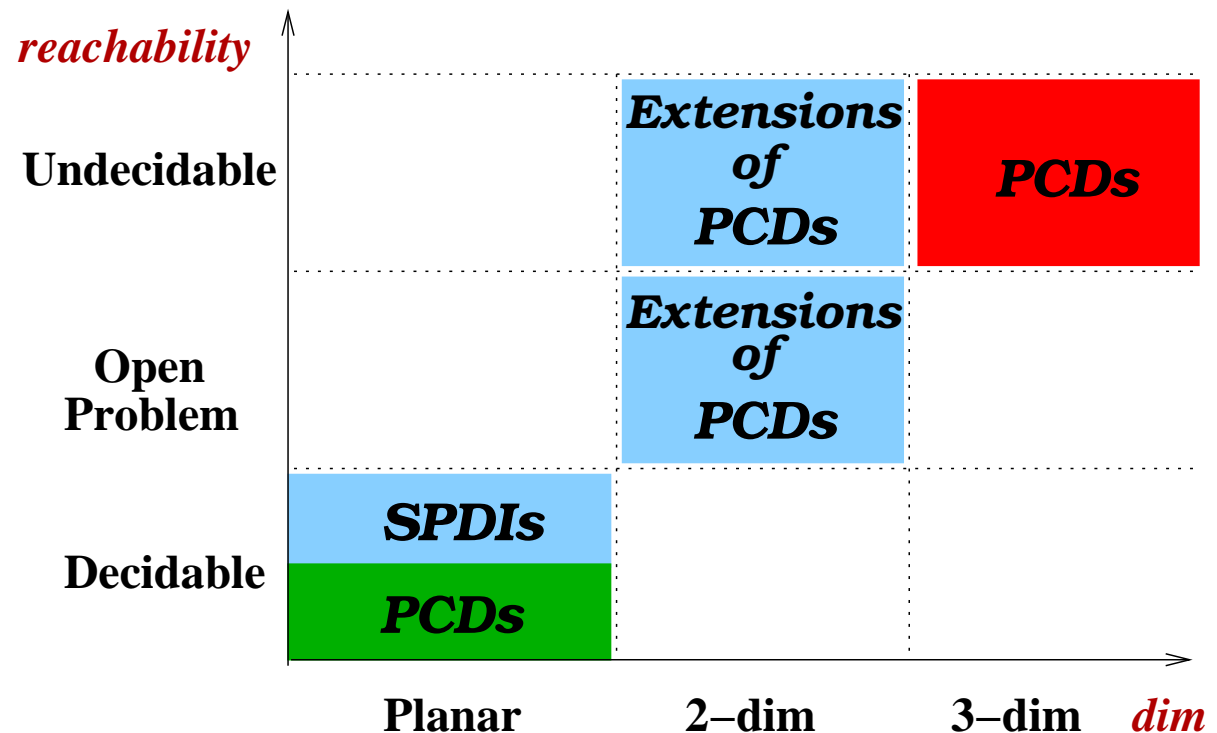 reachability
Undecidable
Extensions
of
PCDs
PCDs
Open
Problem
Extensions
of
PCDs
Decidable
SPDIs
PCDs
Planar
2–dim
3–dim
dim